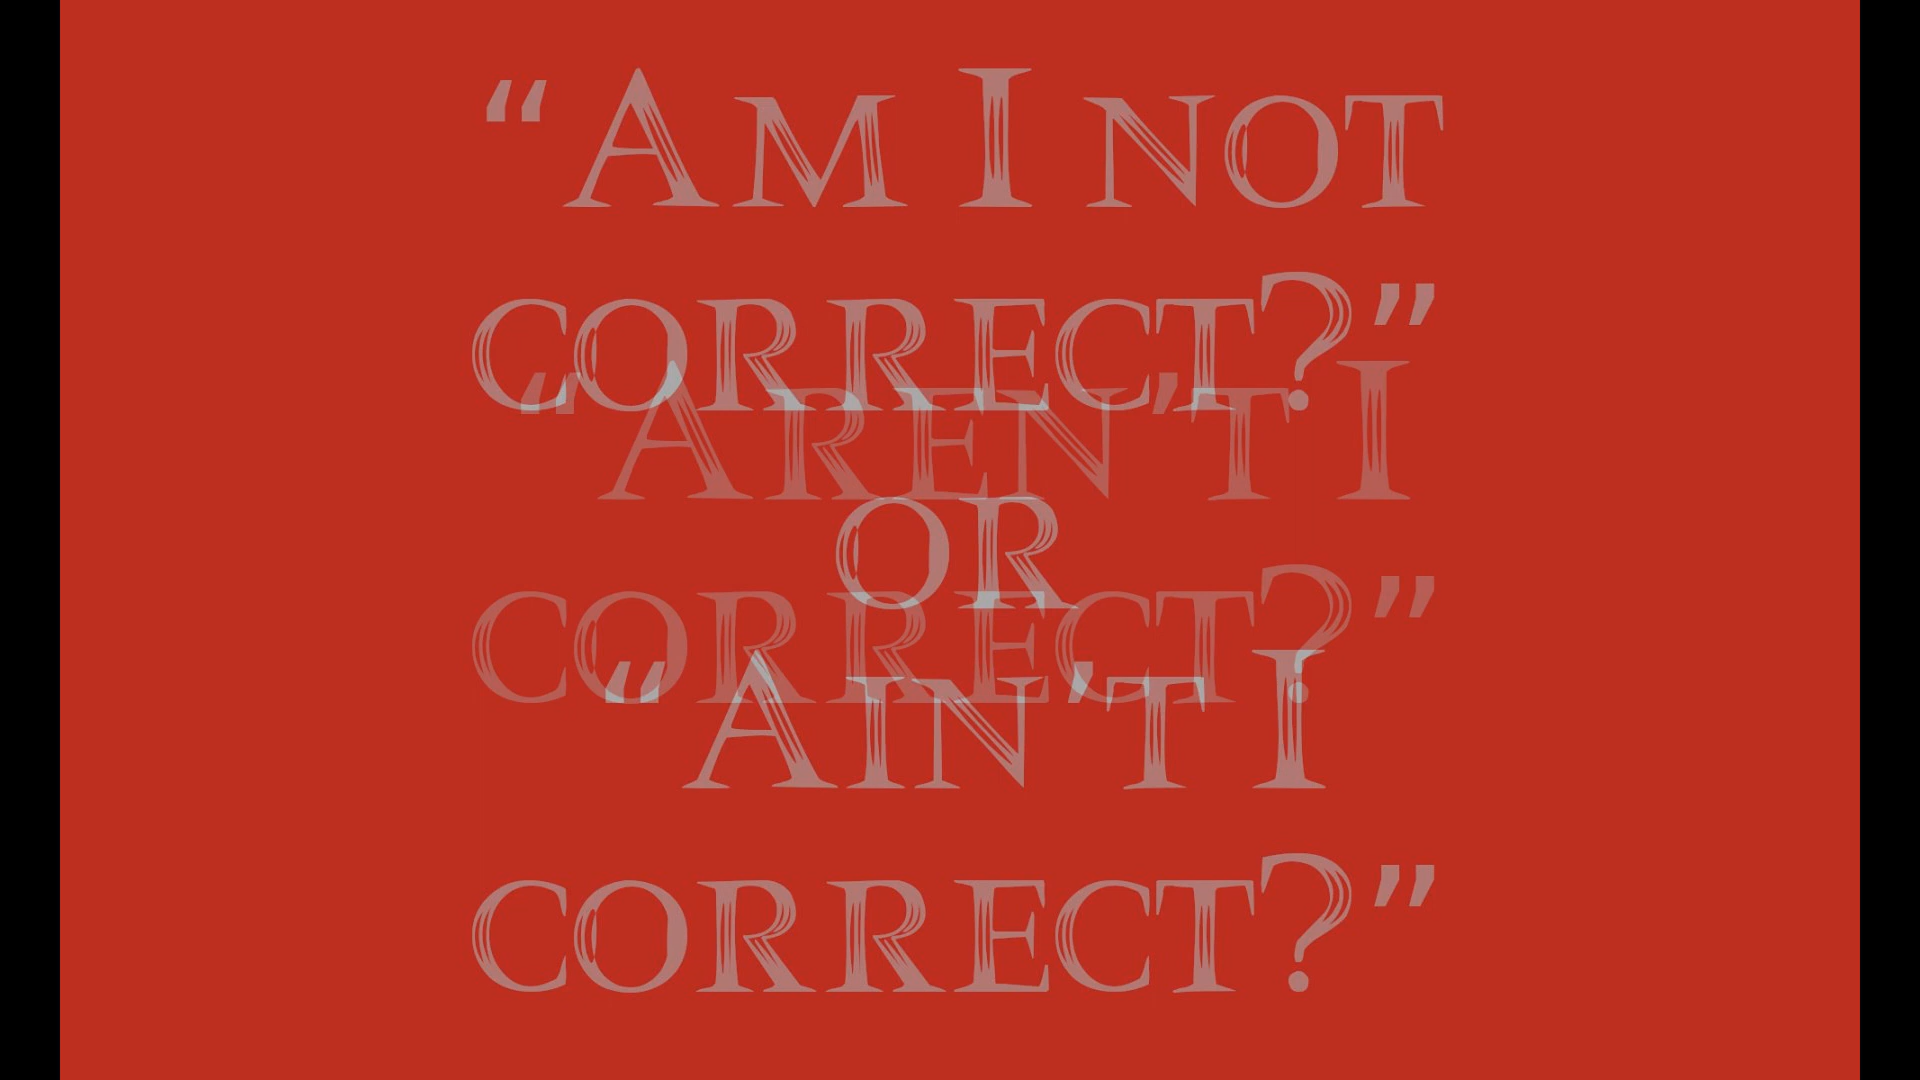 “Am I not
correct?”
“Aren’t I
or
correct?”
“Ain’t I
correct?”